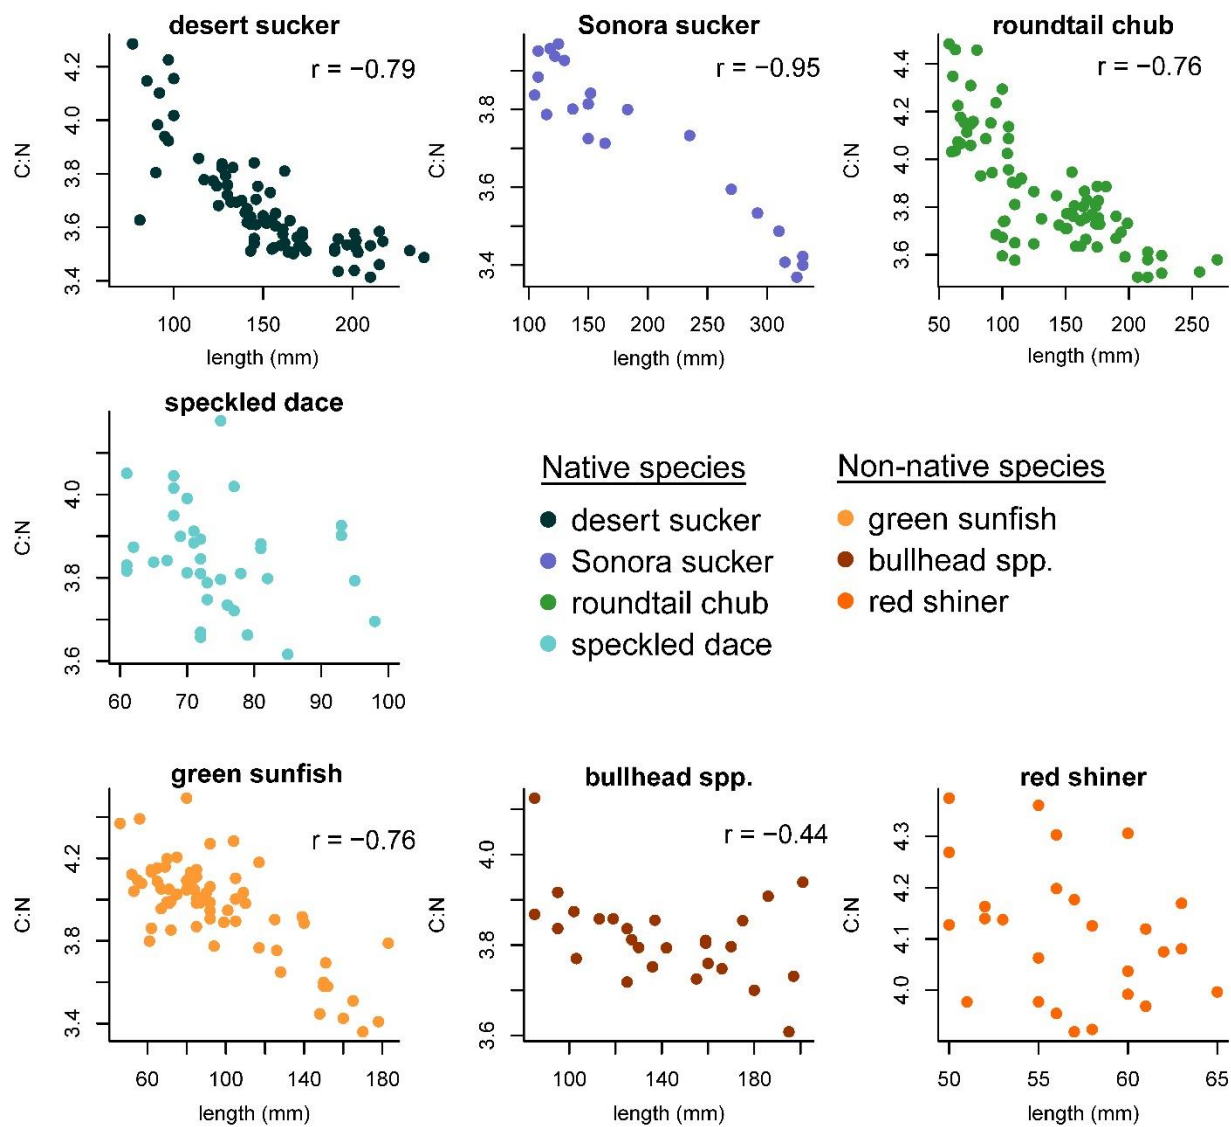 desert sucker
r = −0.79
C:N
4.2
4.0
3.8
3.6
3.4
100 150 200
length (mm)
Sonora sucker
r = −0.95
C:N
3.8
3.6
3.4
100 150 200 250 300
length (mm)
roundtail chub
r = −0.76
C:N
4.4
4.2
4.0
3.8
3.6
50 100 150 200 250
length (mm)
speckled dace
C:N
4.0
3.8
3.6
60 70 80 90 100
Native species
desert sucker
Sonora sucker
roundtail chub
speckled dace
Non-native species
green sunfish
bullhead spp.
red shiner
green sunfish
r = −0.76
C:N
4.2
3.8
3.4
60 100 140 180
length (mm)
bullhead spp.
r = −0.44
C:N
4.0
3.8
3.6
100 140 180
length (mm)
red shiner
C:N
4.3
4.2
4.1
4.0
50 55 60 65
length (mm)